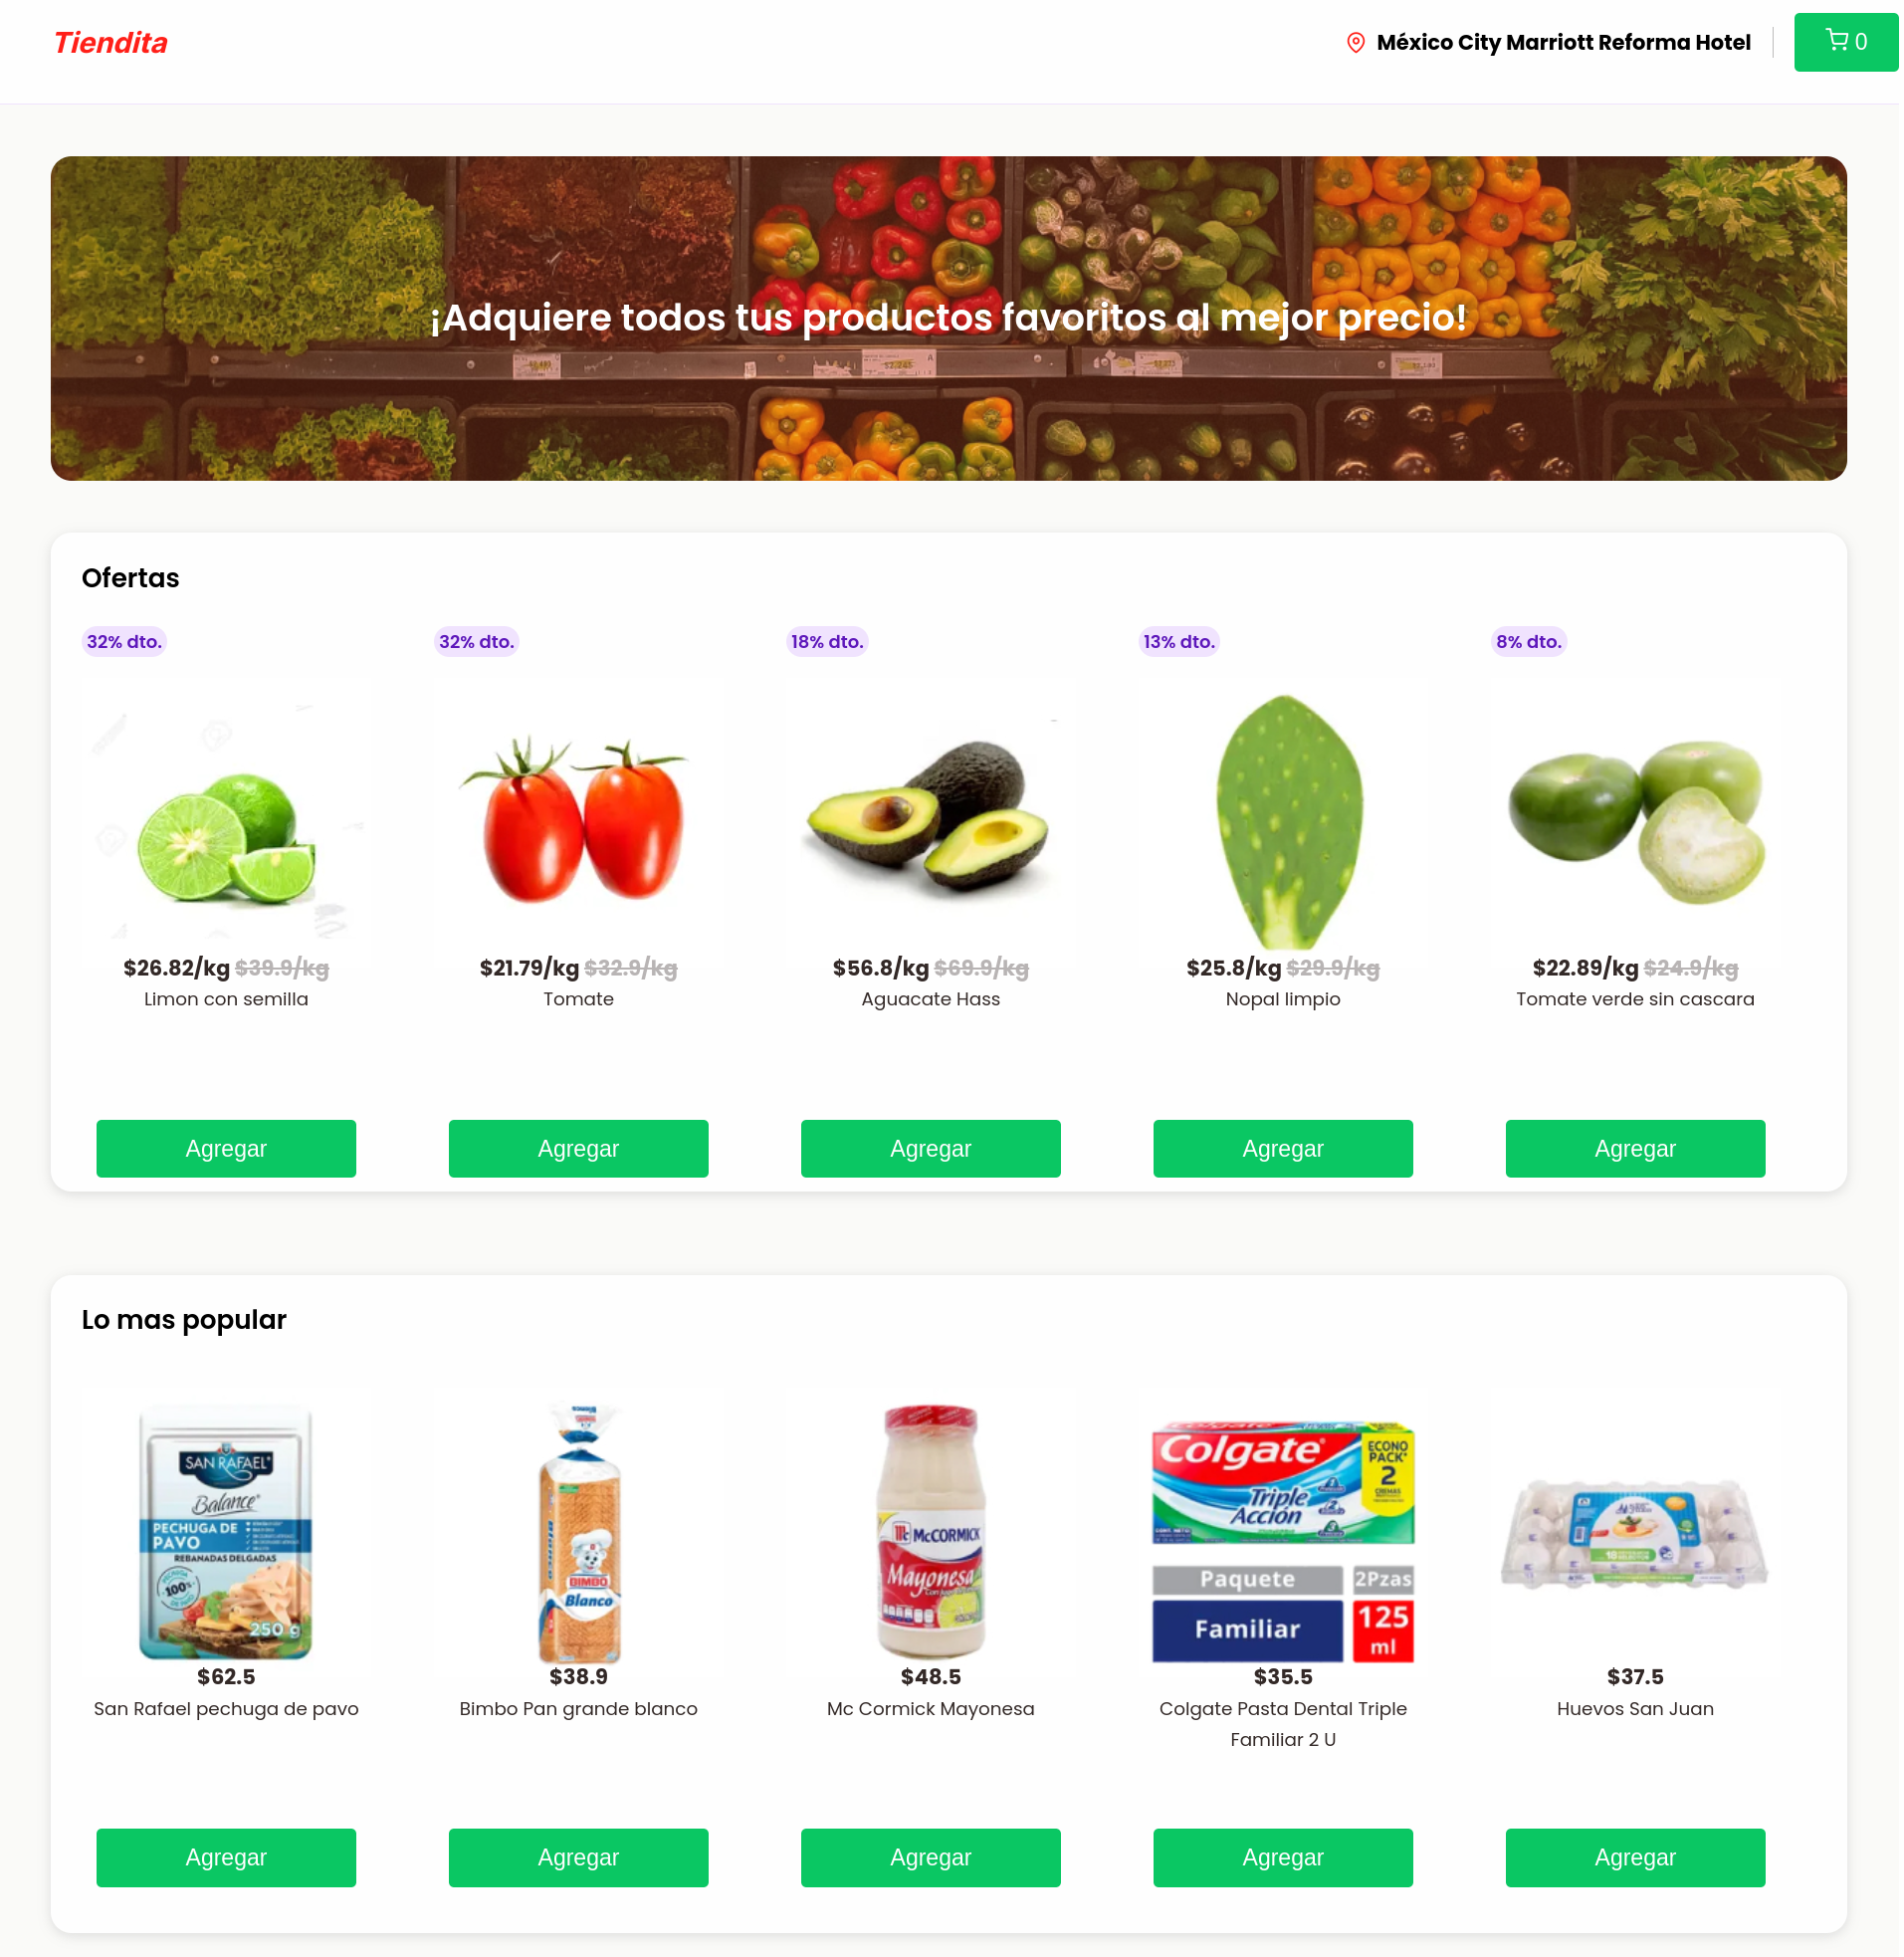 Tiendita
México City Marriott Reforma Hotel
0
¡Adquiere todos tus productos favoritos al mejor precio!
Ofertas
32% dto.
32% dto.
18% dto.
13% dto.
8% dto.
$26.82/kg $39.9/kg
$21.79/kg $32.9/kg
$56.8/kg $69.9/kg
$25.8/kg $29.9/kg
$22.89/kg $24.9/kg
Limon con semilla
Tomate
Aguacate Hass
Nopal limpio
Tomate verde sin cascara
Agregar
Agregar
Agregar
Agregar
Agregar
Lo mas popular
SAN RAFAEL
Balance
PECHUGA DE
PAVO
REBANADAS DELGADAS
100%
250 g
BIMBO
Blanco
McCORMICK
Mayonesa
Colgate
Triple
Acción
ECONO
PACK
2
Paquete
2Pzas
Familiar
125
ml
18
$62.5
$38.9
$48.5
$35.5
$37.5
San Rafael pechuga de pavo
Bimbo Pan grande blanco
Mc Cormick Mayonesa
Colgate Pasta Dental Triple
Familiar 2 U
Huevos San Juan
Agregar
Agregar
Agregar
Agregar
Agregar